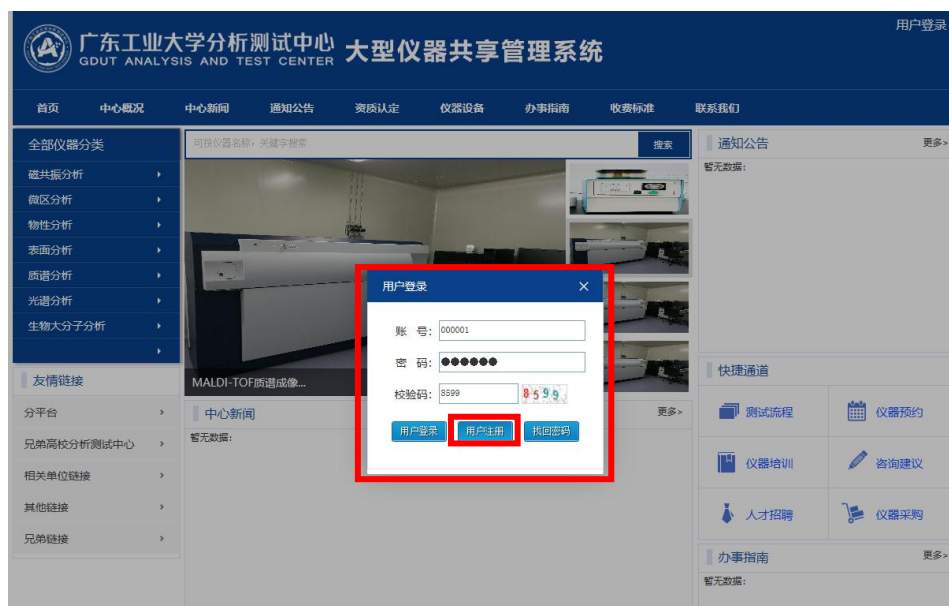 用户登录
广东工业大学分析测试中心 大型仪器共享管理系统
GDUT ANALYSIS AND TEST CENTER
首页 中心概况 中心新闻 通知公告 资质认定 仪器设备 办事指南 收费标准 联系我们
全部仪器分类
磁共振分析
微区分析
物性分析
表面分析
质谱分析
光谱分析
生物大分子分析
友情链接
分平台
兄弟高校分析测试中心
相关单位链接
其他链接
兄弟链接
可按仪器名称，关键字搜索 搜索
MALDI-TOF质谱成像...
中心新闻 更多>
暂无数据:
用户登录 ×
账 号: 000001
密 码: ●●●●●●
校验码: 8599 8599
用户登录 用户注册 找回密码
通知公告 更多>
暂无数据:
快捷通道
测试流程 仪器预约
仪器培训 咨询建议
人才招聘 仪器采购
办事指南 更多>
暂无数据: